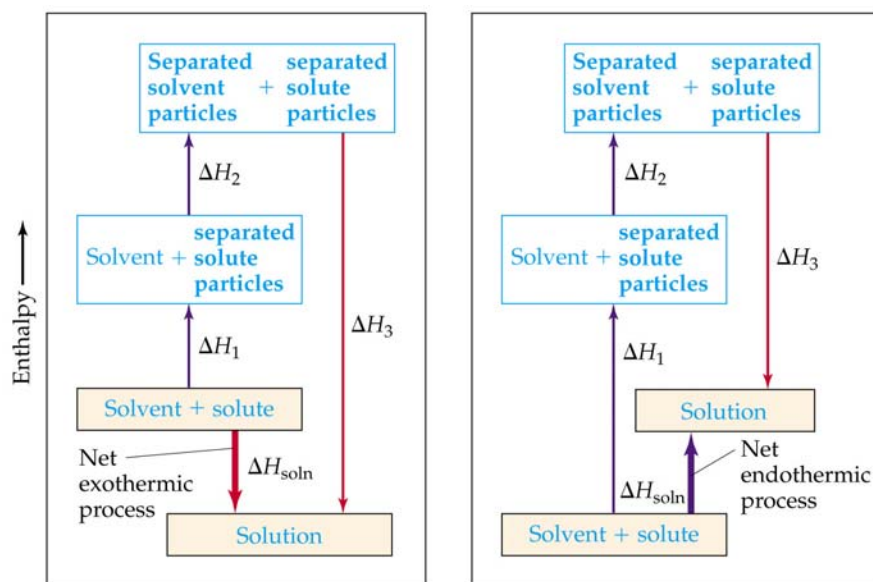 Enthalpy
Separated
solvent
particles
+
separated
solute
particles
ΔH₂
Solvent +
separated
solute
particles
ΔH₁
ΔH₃
Solvent + solute
Net
exothermic
process
ΔHsoln
Solution
Separated
solvent
particles
+
separated
solute
particles
ΔH₂
Solvent +
separated
solute
particles
ΔH₃
ΔH₁
Solution
Net
endothermic
process
ΔHsoln
Solvent + solute